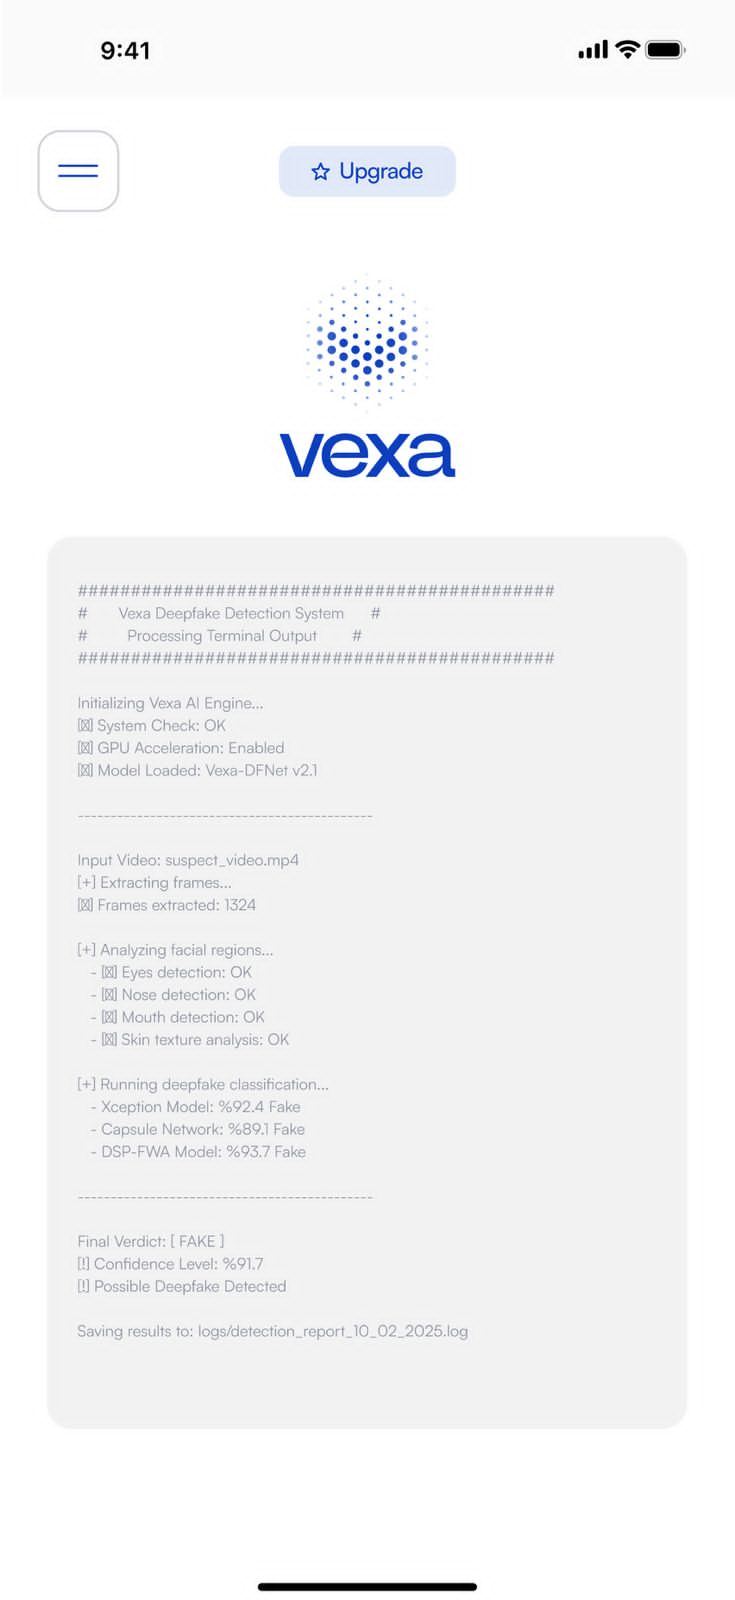 9:41
Upgrade
vexa
#############################################
# Vexa Deepfake Detection System #
# Processing Terminal Output #
#############################################
Initializing Vexa AI Engine...
[☒] System Check: OK
[☒] GPU Acceleration: Enabled
[☒] Model Loaded: Vexa-DFNet v2.1
---------------------------------------------
Input Video: suspect_video.mp4
[+] Extracting frames...
[☒] Frames extracted: 1324
[+] Analyzing facial regions...
- [☒] Eyes detection: OK
- [☒] Nose detection: OK
- [☒] Mouth detection: OK
- [☒] Skin texture analysis: OK
[+] Running deepfake classification...
- Xception Model: %92.4 Fake
- Capsule Network: %89.1 Fake
- DSP-FWA Model: %93.7 Fake
---------------------------------------------
Final Verdict: [ FAKE ]
[!] Confidence Level: %91.7
[!] Possible Deepfake Detected
Saving results to: logs/detection_report_10_02_2025.log